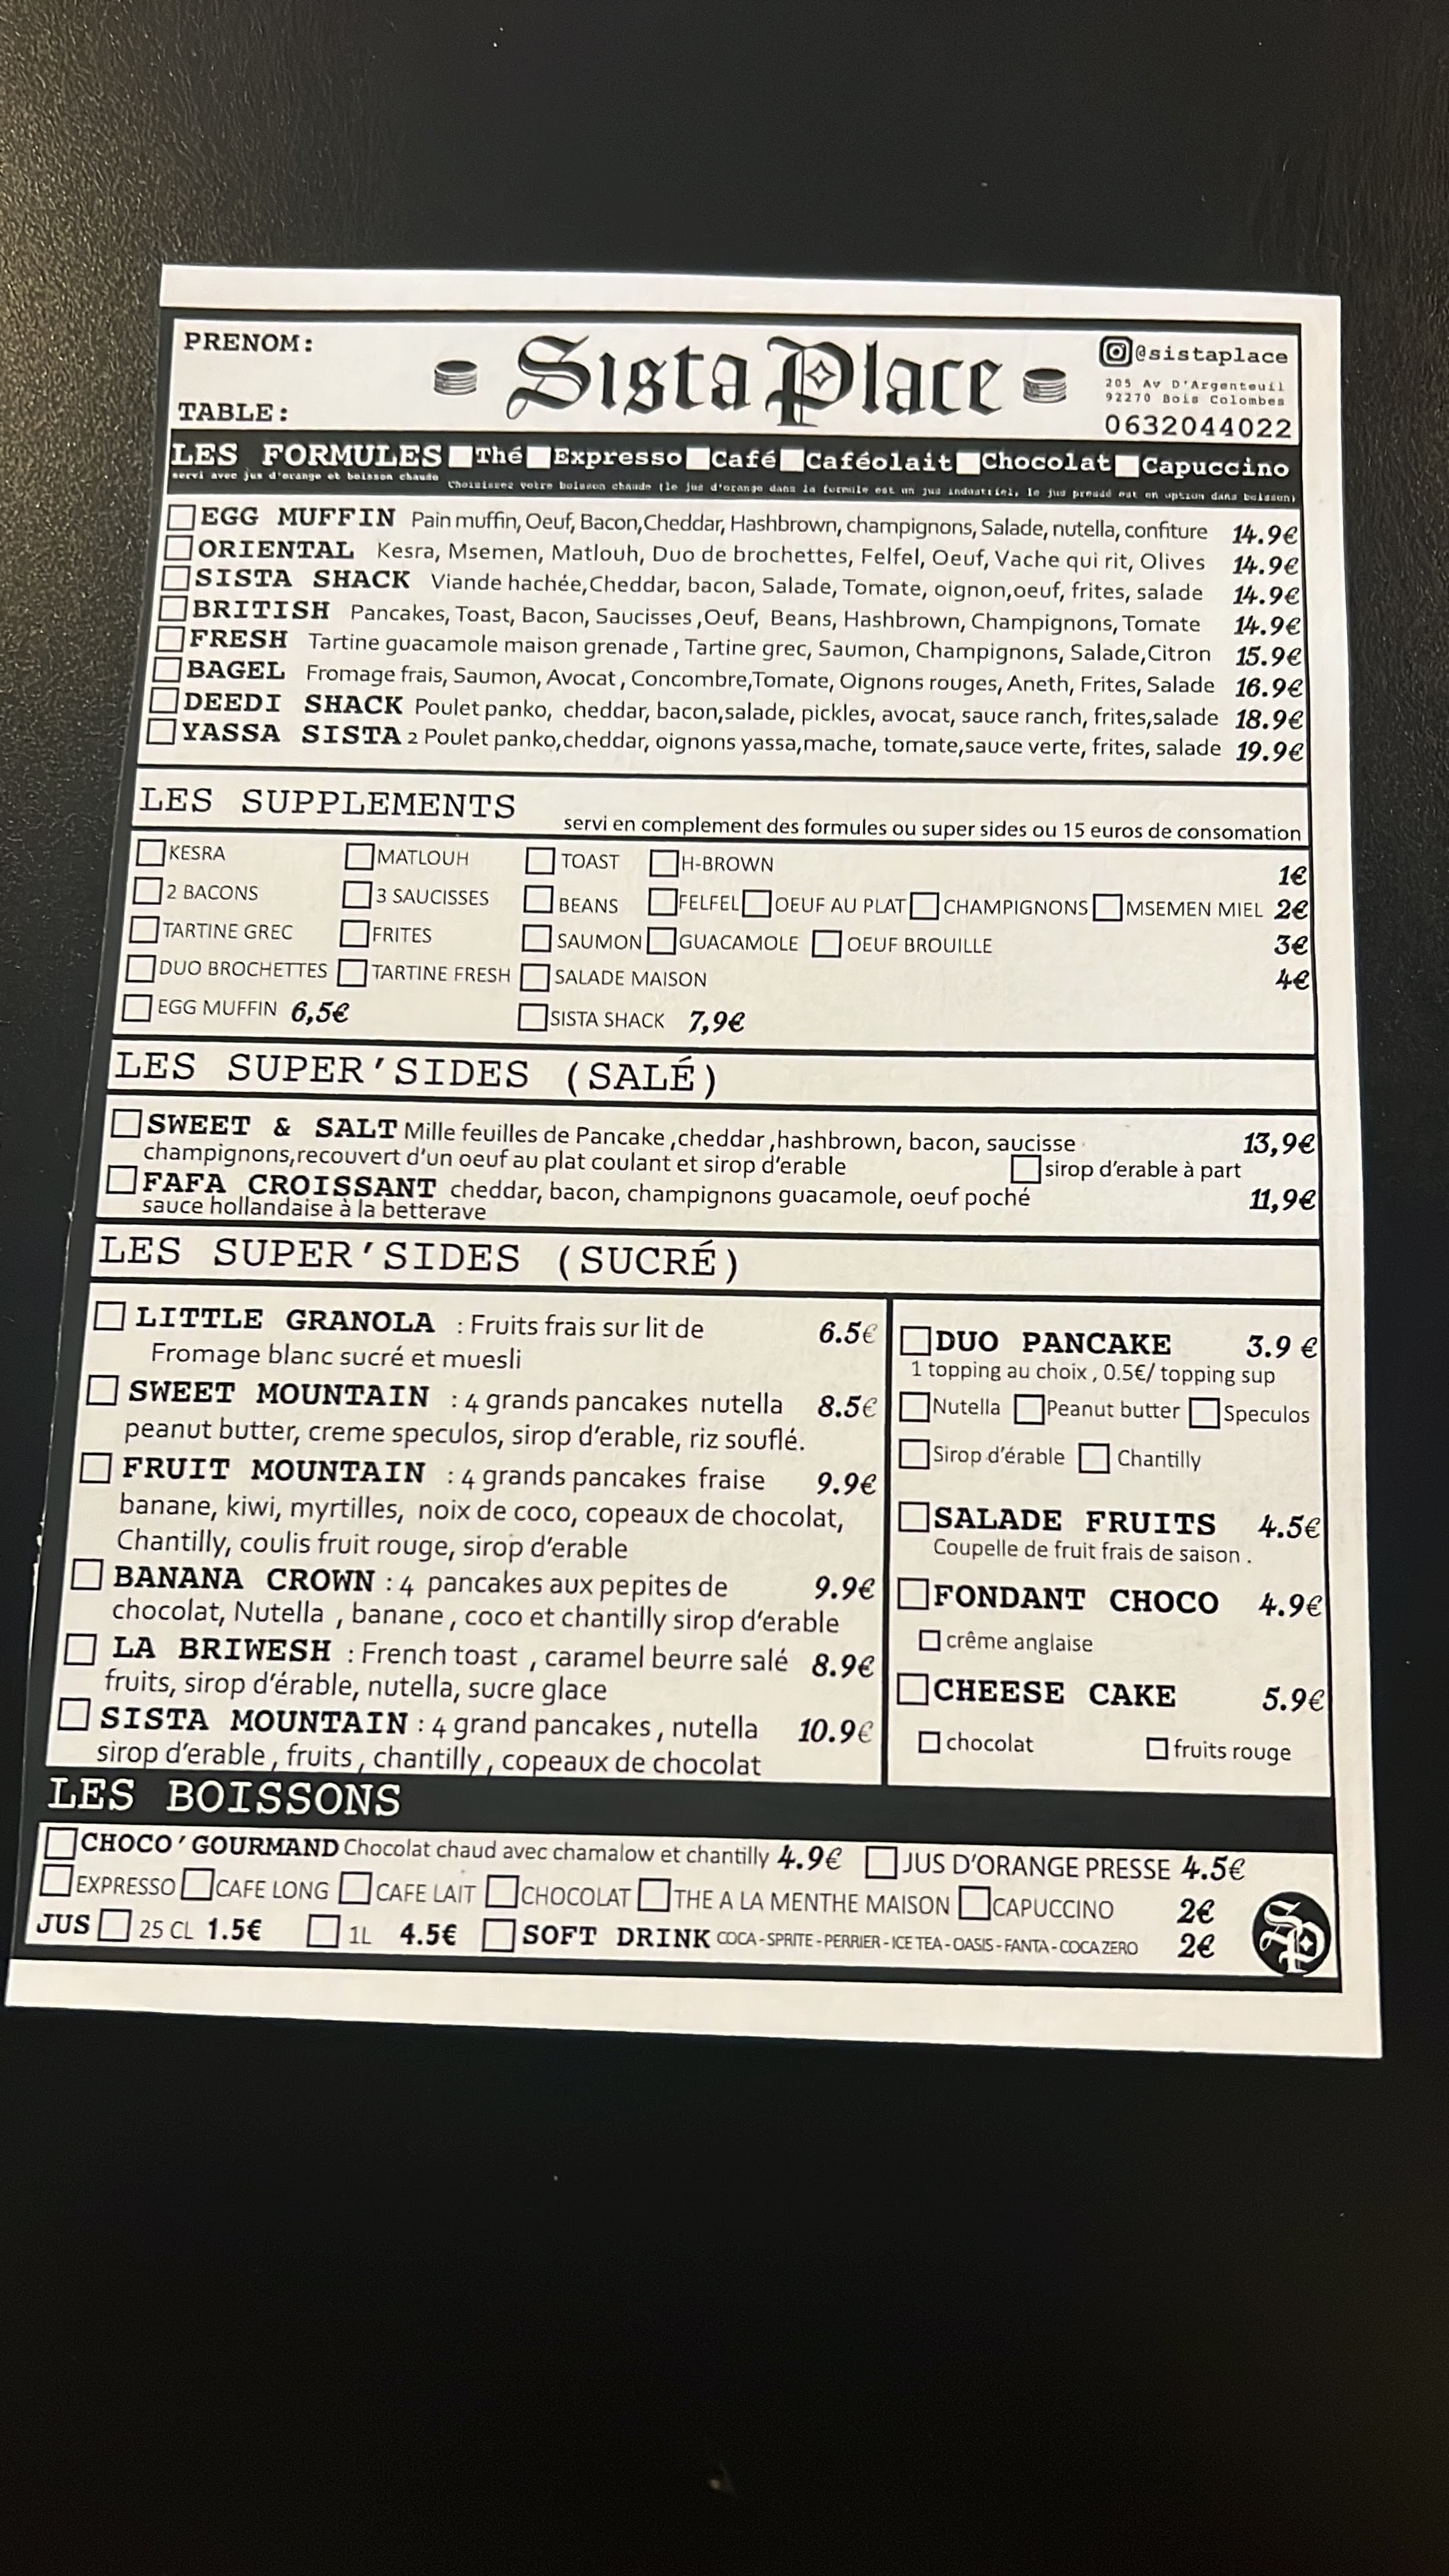 PRENOM:
TABLE:
Sista Place
@sistaplace
205 Av D'Argenteuil
92270 Bois Colombes
0632044022
LES FORMULES Thé Expresso Café Caféolait Chocolat Capuccino
servi avec jus d'orange et boisson chaude Choisissez votre boisson chaude (le jus d'orange dans la formule est un jus industriel, le jus pressé est en option dans boisson)
EGG MUFFIN Pain muffin, Oeuf, Bacon,Cheddar, Hashbrown, champignons, Salade, nutella, confiture 14.9€
ORIENTAL Kesra, Msemen, Matlouh, Duo de brochettes, Felfel, Oeuf, Vache qui rit, Olives 14.9€
SISTA SHACK Viande hachée,Cheddar, bacon, Salade, Tomate, oignon,oeuf, frites, salade 14.9€
BRITISH Pancakes, Toast, Bacon, Saucisses ,Oeuf, Beans, Hashbrown, Champignons, Tomate 14.9€
FRESH Tartine guacamole maison grenade , Tartine grec, Saumon, Champignons, Salade,Citron 15.9€
BAGEL Fromage frais, Saumon, Avocat , Concombre,Tomate, Oignons rouges, Aneth, Frites, Salade 16.9€
DEEDI SHACK Poulet panko, cheddar, bacon,salade, pickles, avocat, sauce ranch, frites,salade 18.9€
YASSA SISTA 2 Poulet panko,cheddar, oignons yassa,mache, tomate,sauce verte, frites, salade 19.9€
LES SUPPLEMENTS servi en complement des formules ou super sides ou 15 euros de consomation
KESRA MATLOUH TOAST H-BROWN 1€
2 BACONS 3 SAUCISSES BEANS FELFEL OEUF AU PLAT CHAMPIGNONS MSEMEN MIEL 2€
TARTINE GREC FRITES SAUMON GUACAMOLE OEUF BROUILLE 3€
DUO BROCHETTES TARTINE FRESH SALADE MAISON 4€
EGG MUFFIN 6,5€ SISTA SHACK 7,9€
LES SUPER'SIDES (SALÉ)
SWEET & SALT Mille feuilles de Pancake ,cheddar ,hashbrown, bacon, saucisse 13,9€
champignons,recouvert d'un oeuf au plat coulant et sirop d'erable sirop d'erable à part
FAFA CROISSANT cheddar, bacon, champignons guacamole, oeuf poché 11,9€
sauce hollandaise à la betterave
LES SUPER'SIDES (SUCRÉ)
LITTLE GRANOLA : Fruits frais sur lit de 6.5€
Fromage blanc sucré et muesli
SWEET MOUNTAIN : 4 grands pancakes nutella 8.5€
peanut butter, creme speculos, sirop d'erable, riz souflé.
FRUIT MOUNTAIN : 4 grands pancakes fraise 9.9€
banane, kiwi, myrtilles, noix de coco, copeaux de chocolat,
Chantilly, coulis fruit rouge, sirop d'erable
BANANA CROWN : 4 pancakes aux pepites de 9.9€
chocolat, Nutella , banane , coco et chantilly sirop d'erable
LA BRIWESH : French toast , caramel beurre salé 8.9€
fruits, sirop d'érable, nutella, sucre glace
SISTA MOUNTAIN : 4 grand pancakes , nutella 10.9€
sirop d'erable , fruits , chantilly , copeaux de chocolat
DUO PANCAKE 3.9 €
1 topping au choix , 0.5€/ topping sup
Nutella Peanut butter Speculos
Sirop d'érable Chantilly
SALADE FRUITS 4.5€
Coupelle de fruit frais de saison .
FONDANT CHOCO 4.9€
crême anglaise
CHEESE CAKE 5.9€
chocolat fruits rouge
LES BOISSONS
CHOCO'GOURMAND Chocolat chaud avec chamalow et chantilly 4.9€ JUS D'ORANGE PRESSE 4.5€
EXPRESSO CAFE LONG CAFE LAIT CHOCOLAT THE A LA MENTHE MAISON CAPUCCINO 2€
JUS 25 CL 1.5€ 1L 4.5€ SOFT DRINK COCA - SPRITE - PERRIER - ICE TEA - OASIS - FANTA - COCA ZERO 2€
SP